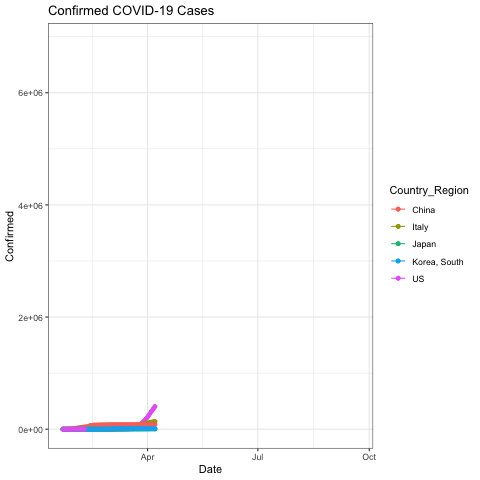 Confirmed COVID-19 Cases
6e+06
4e+06
2e+06
0e+00
Confirmed
Apr
Jul
Oct
Date
Country_Region
China
Italy
Japan
Korea, South
US